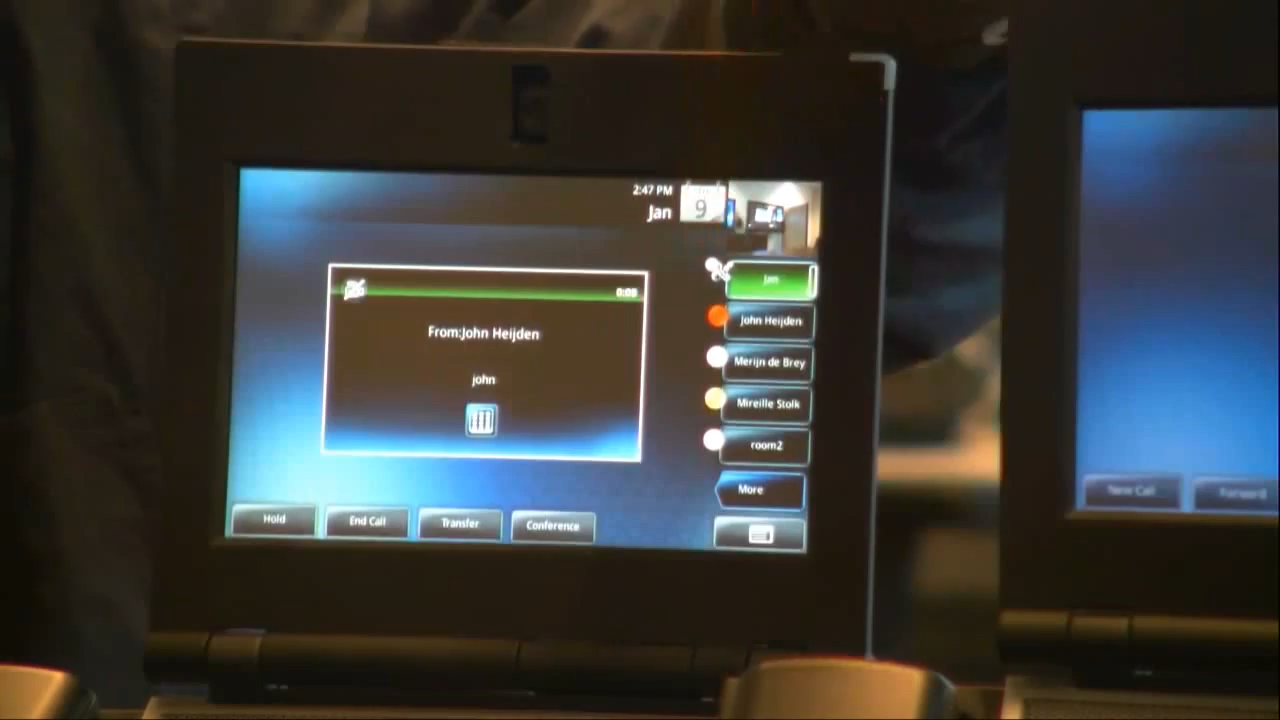 2:47 PM
Jan
9
Jan
0:05
From:John Heijden
john
John Heijden
Merijn de Brey
Mireille Stolk
room2
More
Hold
End Call
Transfer
Conference
New Call
Forward